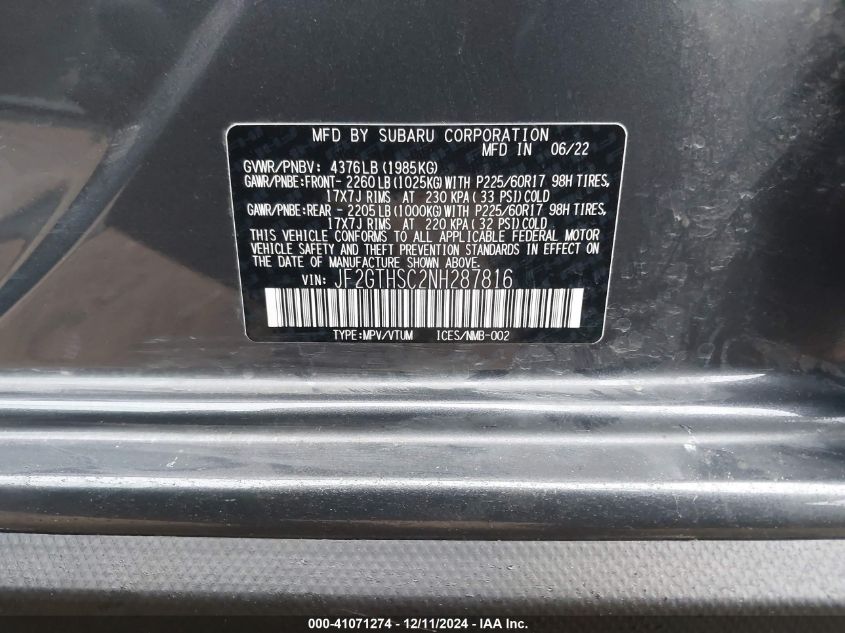 MFD BY SUBARU CORPORATION
MFD IN 06/22
GVWR/PNBV: 4376LB (1985KG)
GAWR/PNBE:FRONT- 2260LB (1025KG) WITH P225/60R17 98H TIRES,
17X7J RIMS AT 230 KPA (33 PSI) COLD
GAWR/PNBE:REAR - 2205LB (1000KG) WITH P225/60R17 98H TIRES,
17X7J RIMS AT 220 KPA (32 PSI) COLD
THIS VEHICLE CONFORMS TO ALL APPLICABLE FEDERAL MOTOR
VEHICLE SAFETY AND THEFT PREVENTION STANDARDS IN EFFECT ON
THE DATE OF MANUFACTURE SHOWN ABOVE.
VIN: JF2GTHSC2NH287816
TYPE:MPV/VTUM ICES/NMB-002
000-41071274 - 12/11/2024 - IAA Inc.